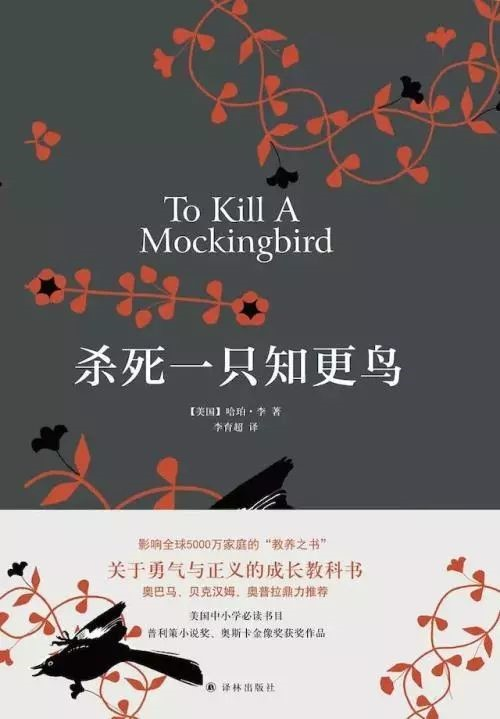 To Kill A
Mockingbird
杀死一只知更鸟
【美国】哈珀·李 著
李育超 译
影响全球5000万家庭的“教养之书”
关于勇气与正义的成长教科书
奥巴马、贝克汉姆、奥普拉鼎力推荐
美国中小学必读书目
普利策小说奖、奥斯卡金像奖获奖作品
译林出版社